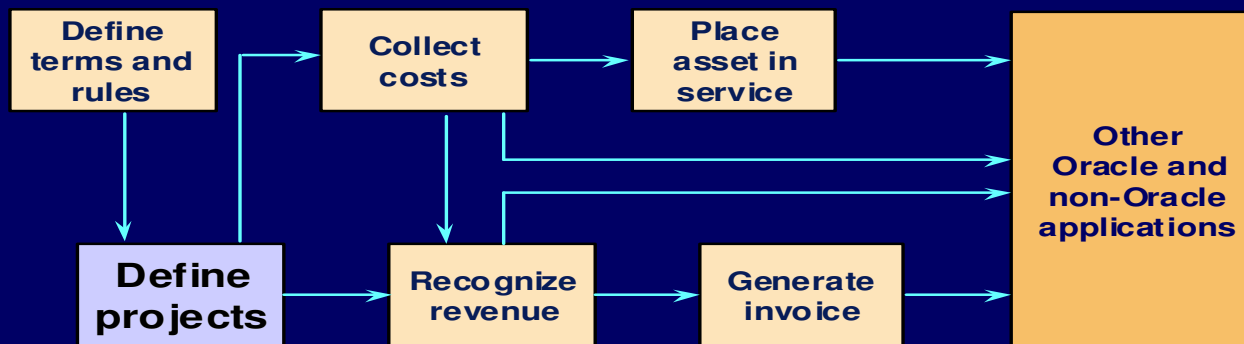 Define
terms and
rules
Collect
costs
Place
asset in
service
Other
Oracle and
non-Oracle
applications
Define
projects
Recognize
revenue
Generate
invoice